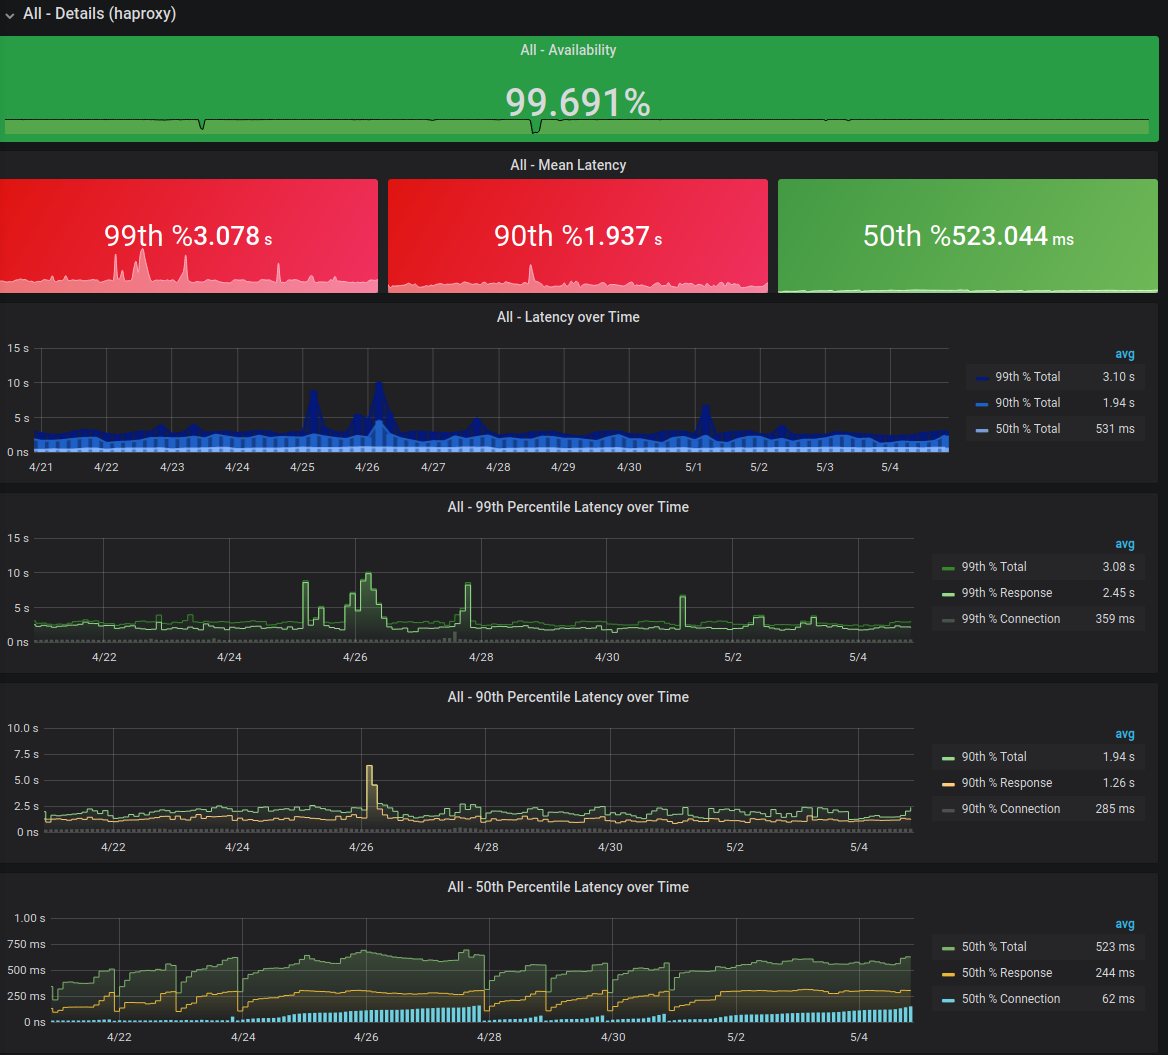 All - Details (haproxy)
All - Availability
99.691%
All - Mean Latency
99th %3.078 s
90th %1.937 s
50th %523.044 ms
All - Latency over Time
15 s
10 s
5 s
0 ns
4/21 4/22 4/23 4/24 4/25 4/26 4/27 4/28 4/29 4/30 5/1 5/2 5/3 5/4
avg
99th % Total 3.10 s
90th % Total 1.94 s
50th % Total 531 ms
All - 99th Percentile Latency over Time
15 s
10 s
5 s
0 ns
4/22 4/24 4/26 4/28 4/30 5/2 5/4
avg
99th % Total 3.08 s
99th % Response 2.45 s
99th % Connection 359 ms
All - 90th Percentile Latency over Time
10.0 s
7.5 s
5.0 s
2.5 s
0 ns
4/22 4/24 4/26 4/28 4/30 5/2 5/4
avg
90th % Total 1.94 s
90th % Response 1.26 s
90th % Connection 285 ms
All - 50th Percentile Latency over Time
1.00 s
750 ms
500 ms
250 ms
0 ns
4/22 4/24 4/26 4/28 4/30 5/2 5/4
avg
50th % Total 523 ms
50th % Response 244 ms
50th % Connection 62 ms